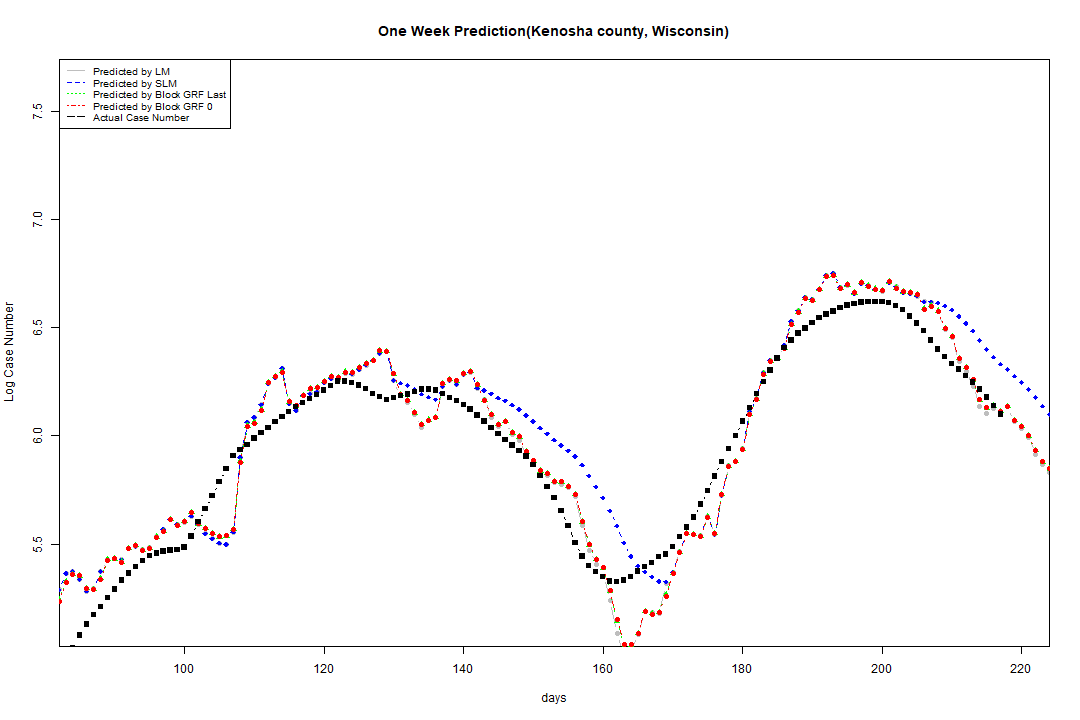 One Week Prediction(Kenosha county, Wisconsin)
Predicted by LM
Predicted by SLM
Predicted by Block GRF Last
Predicted by Block GRF 0
Actual Case Number
7.5
7.0
6.5
6.0
5.5
Log Case Number
100 120 140 160 180 200 220
days